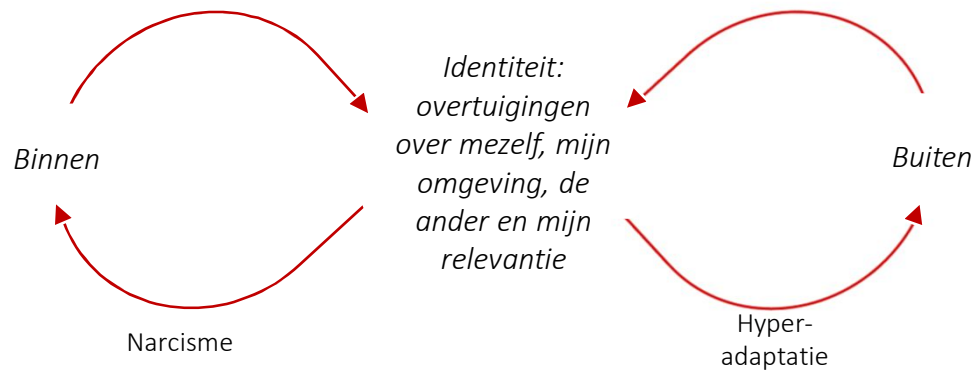 Identiteit:
overtuigingen
over mezelf, mijn
omgeving, de
ander en mijn
relevantie
Binnen
Buiten
Narcisme
Hyper-
adaptatie